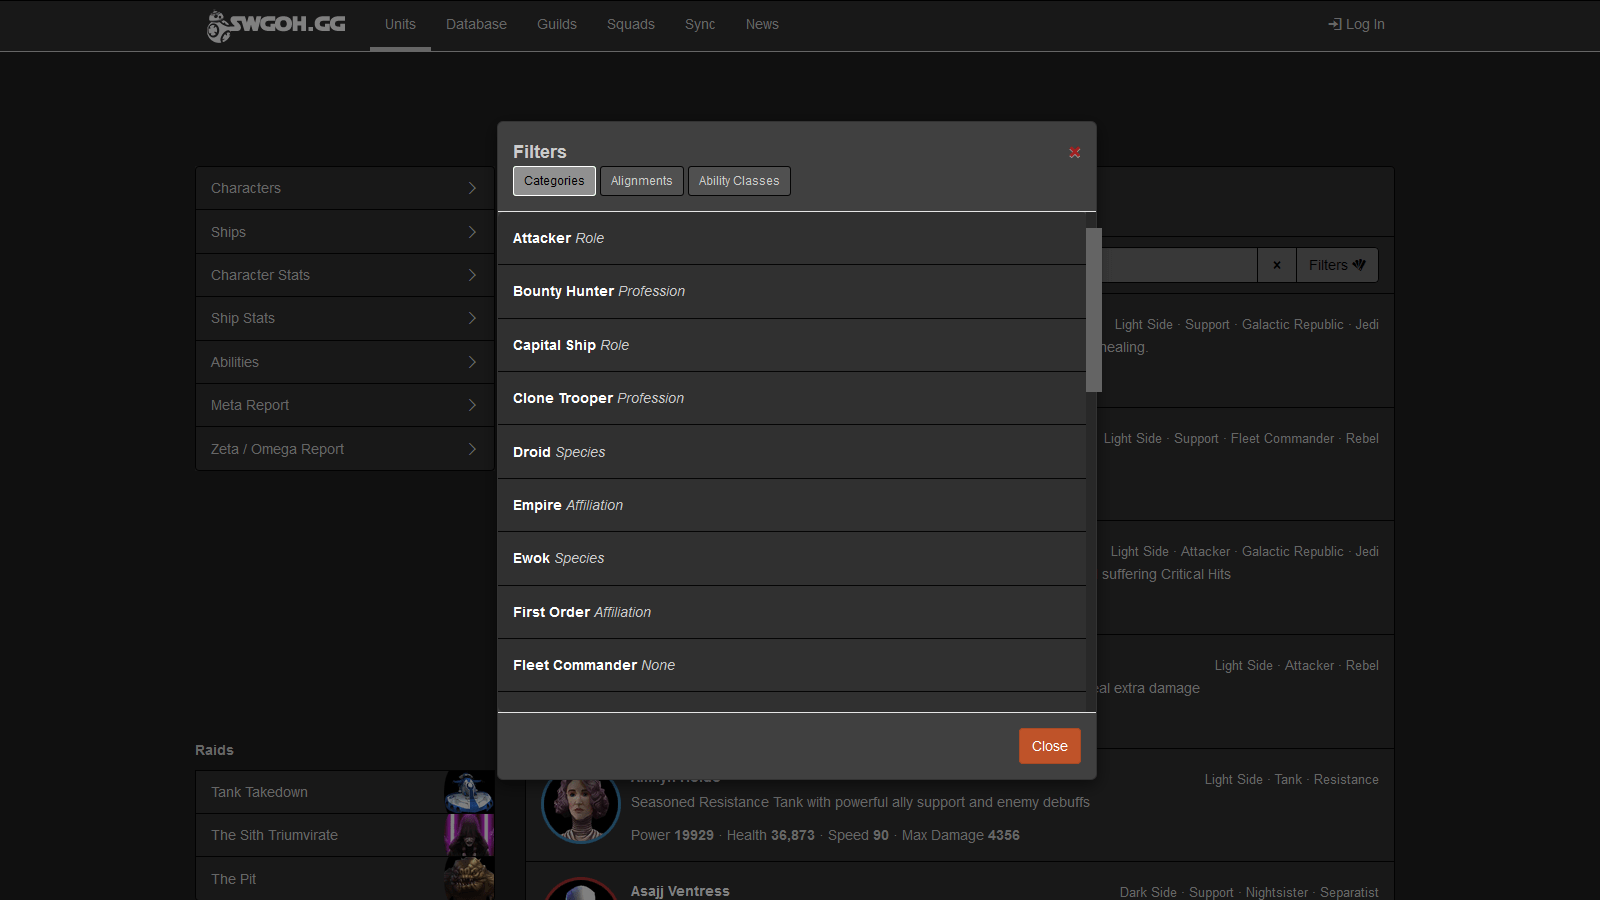 SWGOH.GG
Units
Database
Guilds
Squads
Sync
News
Log In
Characters
Ships
Character Stats
Ship Stats
Abilities
Meta Report
Zeta / Omega Report
Raids
Tank Takedown
The Sith Triumvirate
The Pit
Filters
Categories
Alignments
Ability Classes
Attacker Role
Bounty Hunter Profession
Capital Ship Role
Clone Trooper Profession
Droid Species
Empire Affiliation
Ewok Species
First Order Affiliation
Fleet Commander None
Close
Filters
Light Side · Support · Galactic Republic · Jedi
healing.
Light Side · Support · Fleet Commander · Rebel
Light Side · Attacker · Galactic Republic · Jedi
suffering Critical Hits
Light Side · Attacker · Rebel
extra damage
Light Side · Tank · Resistance
Seasoned Resistance Tank with powerful ally support and enemy debuffs
Power 19929 · Health 36,873 · Speed 90 · Max Damage 4356
Asajj Ventress
Dark Side · Support · Nightsister · Separatist